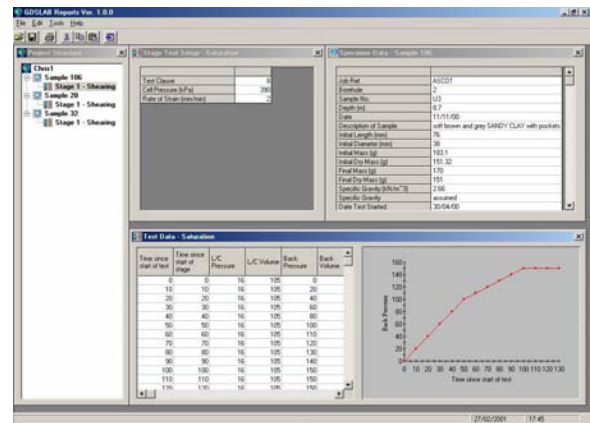 GDSLAB Reports Ver. 1.0.0
File Edit Tools Help
Project Structure
Chris1
Sample 106
Stage 1 - Shearing
Sample 20
Stage 1 - Shearing
Sample 32
Stage 1 - Shearing
Stage Test Setup - Saturation
Test Clause 8
Cell Pressure (kPa) 390
Rate of Strain (mm/min) 2
Specimen Data - Sample 106
Job Ref. ASCOT
Borehole 2
Sample No. U3
Depth (m) 8.7
Date 11/11/00
Description of Sample soft brown and grey SANDY CLAY with pockets
Initial Length (mm) 76
Initial Diameter (mm) 38
Initial Mass (g) 183.1
Initial Dry Mass (g) 151.32
Final Mass (g) 170
Final Dry Mass (g) 151
Specific Gravity (kN/m^3) 2.66
Specific Gravity assumed
Date Test Started 30/04/00
Test Data - Saturation
Time since start of test Time since start of stage L/C Pressure L/C Volume Back Pressure Back Volume
0 0 16 105 0
10 10 16 105 20
20 20 16 105 40
30 30 16 105 60
40 40 16 105 80
50 50 16 105 100
60 60 16 105 110
70 70 16 105 120
80 80 16 105 130
90 90 16 105 140
100 100 16 105 150
110 110 16 105 150
120 120 16 105 150
160
140
120
100
80
60
40
20
0
Back Pressure
0 10 20 30 40 50 60 70 80 90 100 110 120 130
Time since start of test
27/02/2001 17:45